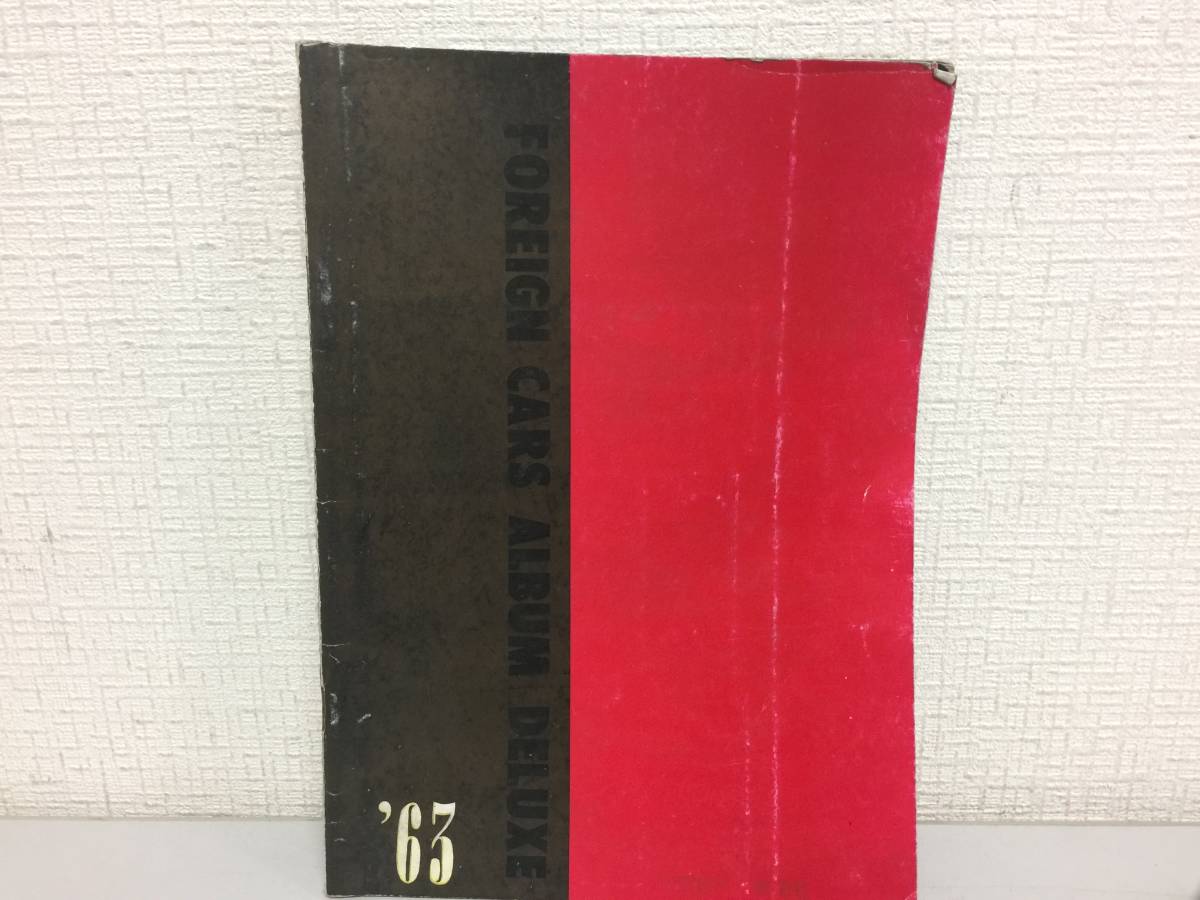 FOREIGN CARS ALBUM DELUXE
'63